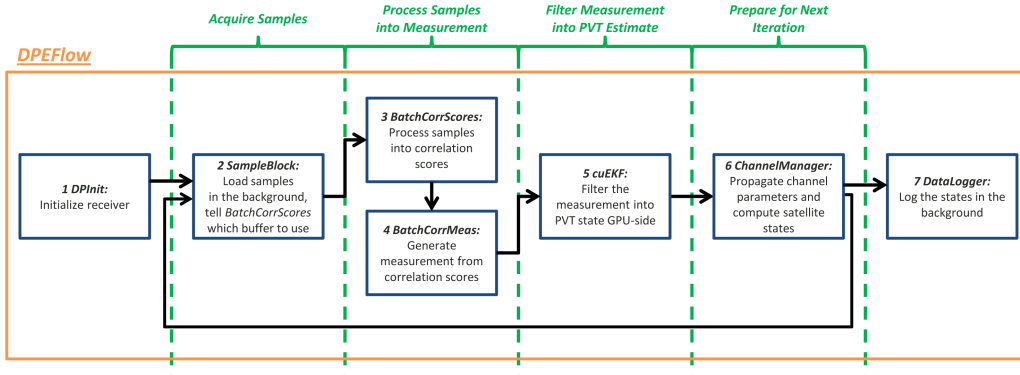 Acquire Samples
Process Samples
into Measurement
Filter Measurement
into PVT Estimate
Prepare for Next
Iteration
DPEFlow
1 DPInit:
Initialize receiver
2 SampleBlock:
Load samples
in the background,
tell BatchCorrScores
which buffer to use
3 BatchCorrScores:
Process samples
into correlation
scores
4 BatchCorrMeas:
Generate
measurement from
correlation scores
5 cuEKF:
Filter the
measurement into
PVT state GPU-side
6 ChannelManager:
Propagate channel
parameters and
compute satellite
states
7 DataLogger:
Log the states in the
background